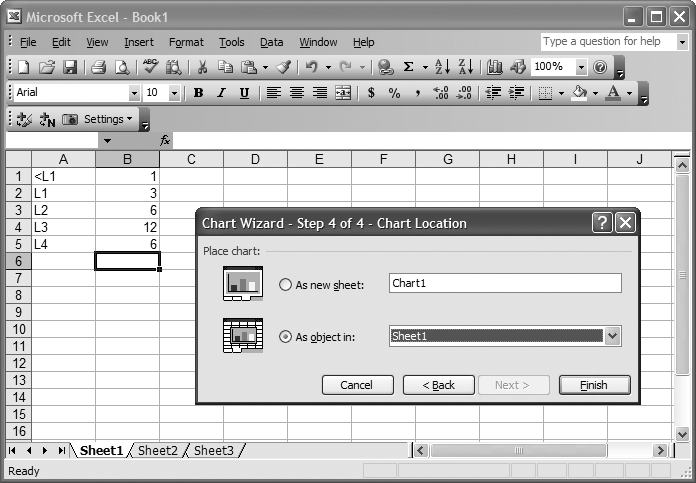 Microsoft Excel - Book1
File Edit View Insert Format Tools Data Window Help Type a question for help
100%
Arial 10 B I U $ % ,
Settings
fx
A B C D E F G H I J
1 <L1 1
2 L1 3
3 L2 6
4 L3 12
5 L4 6
6
7
8
9
10
11
12
13
14
15
16
Chart Wizard - Step 4 of 4 - Chart Location
Place chart:
As new sheet: Chart1
As object in: Sheet1
Cancel < Back Next > Finish
Sheet1 Sheet2 Sheet3
Ready